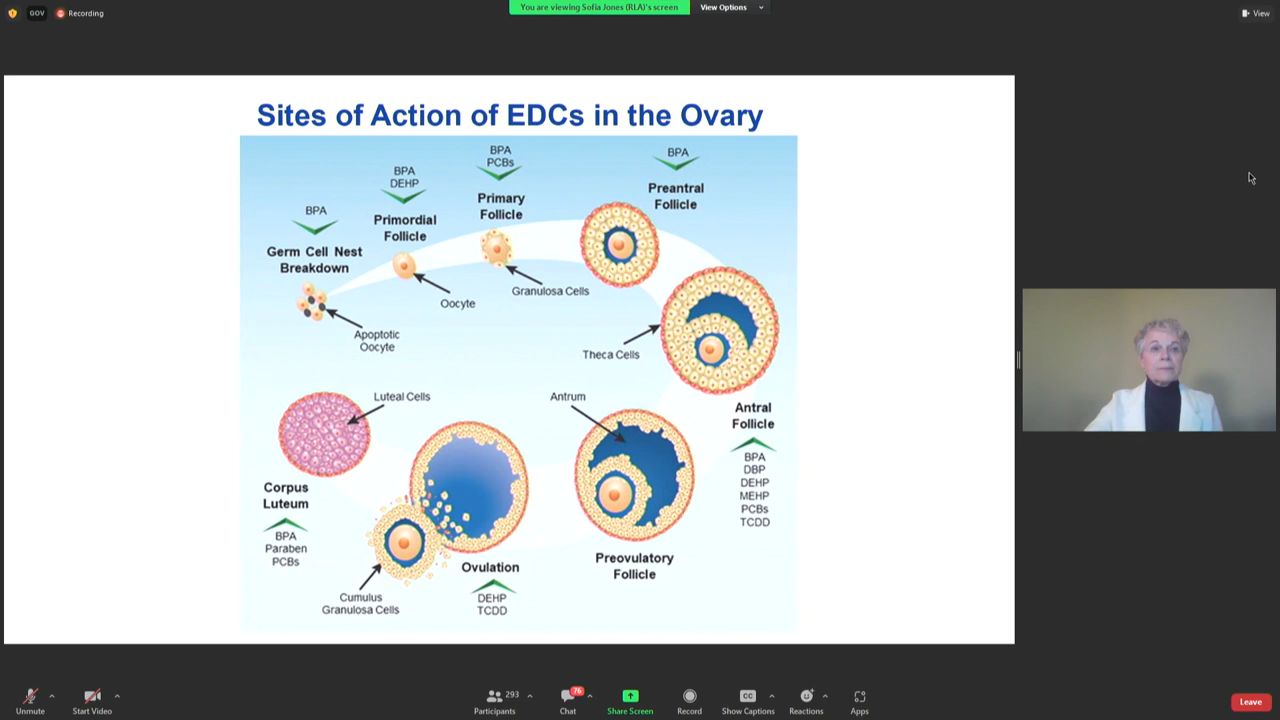 GOV
Recording
You are viewing Sofia Jones (RLA)'s screen
View Options
View
Sites of Action of EDCs in the Ovary
BPA
Germ Cell Nest
Breakdown
BPA
DEHP
Primordial
Follicle
BPA
PCBs
Primary
Follicle
BPA
Preantral
Follicle
Apoptotic
Oocyte
Oocyte
Granulosa Cells
Theca Cells
Luteal Cells
Antrum
Antral
Follicle
BPA
DBP
DEHP
MEHP
PCBs
TCDD
Corpus
Luteum
BPA
Paraben
PCBs
Cumulus
Granulosa Cells
Ovulation
DEHP
TCDD
Preovulatory
Follicle
Unmute
Start Video
293
Participants
76
Chat
Share Screen
Record
CC
Show Captions
Reactions
Apps
Leave